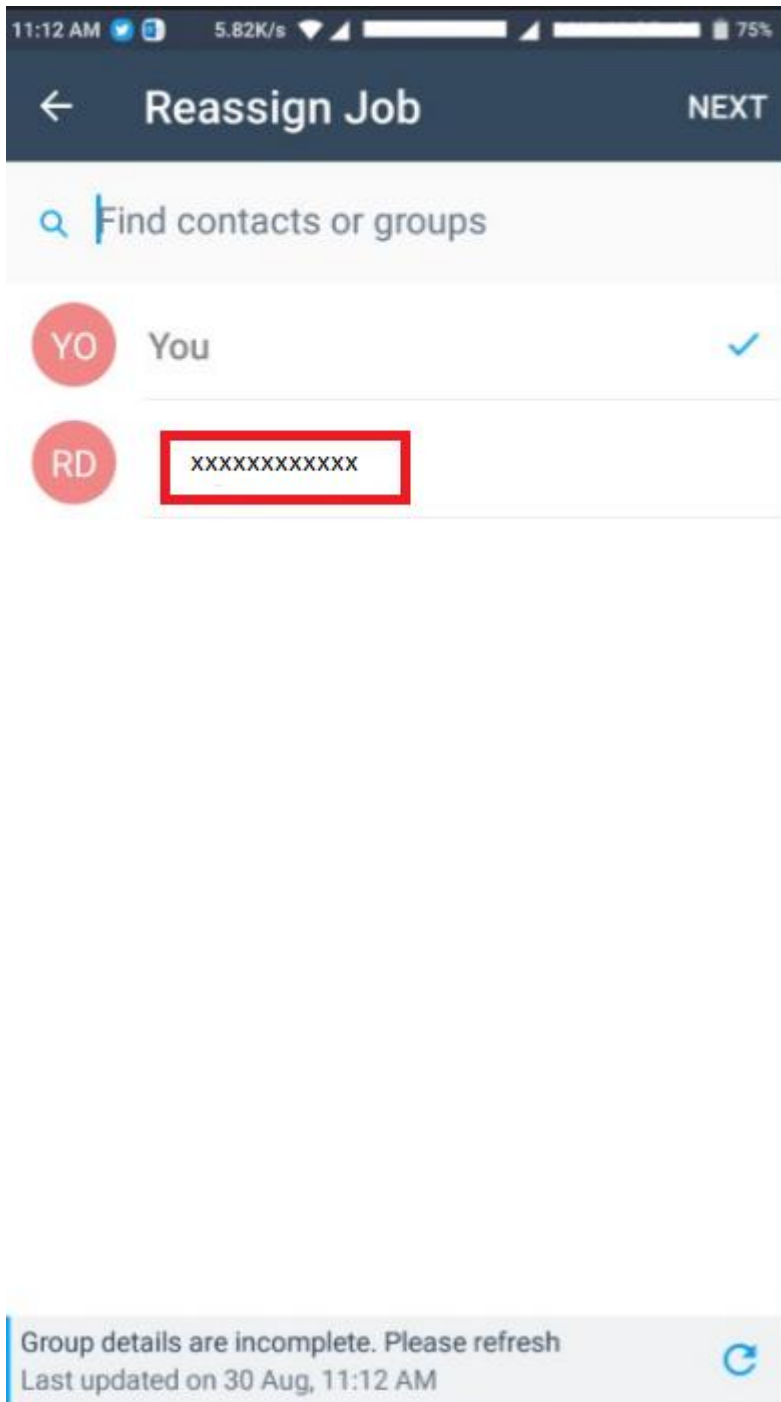 11:12 AM 5.82K/s 75%
Reassign Job NEXT
Find contacts or groups
YO You
RD xxxxxxxxxxxx
Group details are incomplete. Please refresh
Last updated on 30 Aug, 11:12 AM